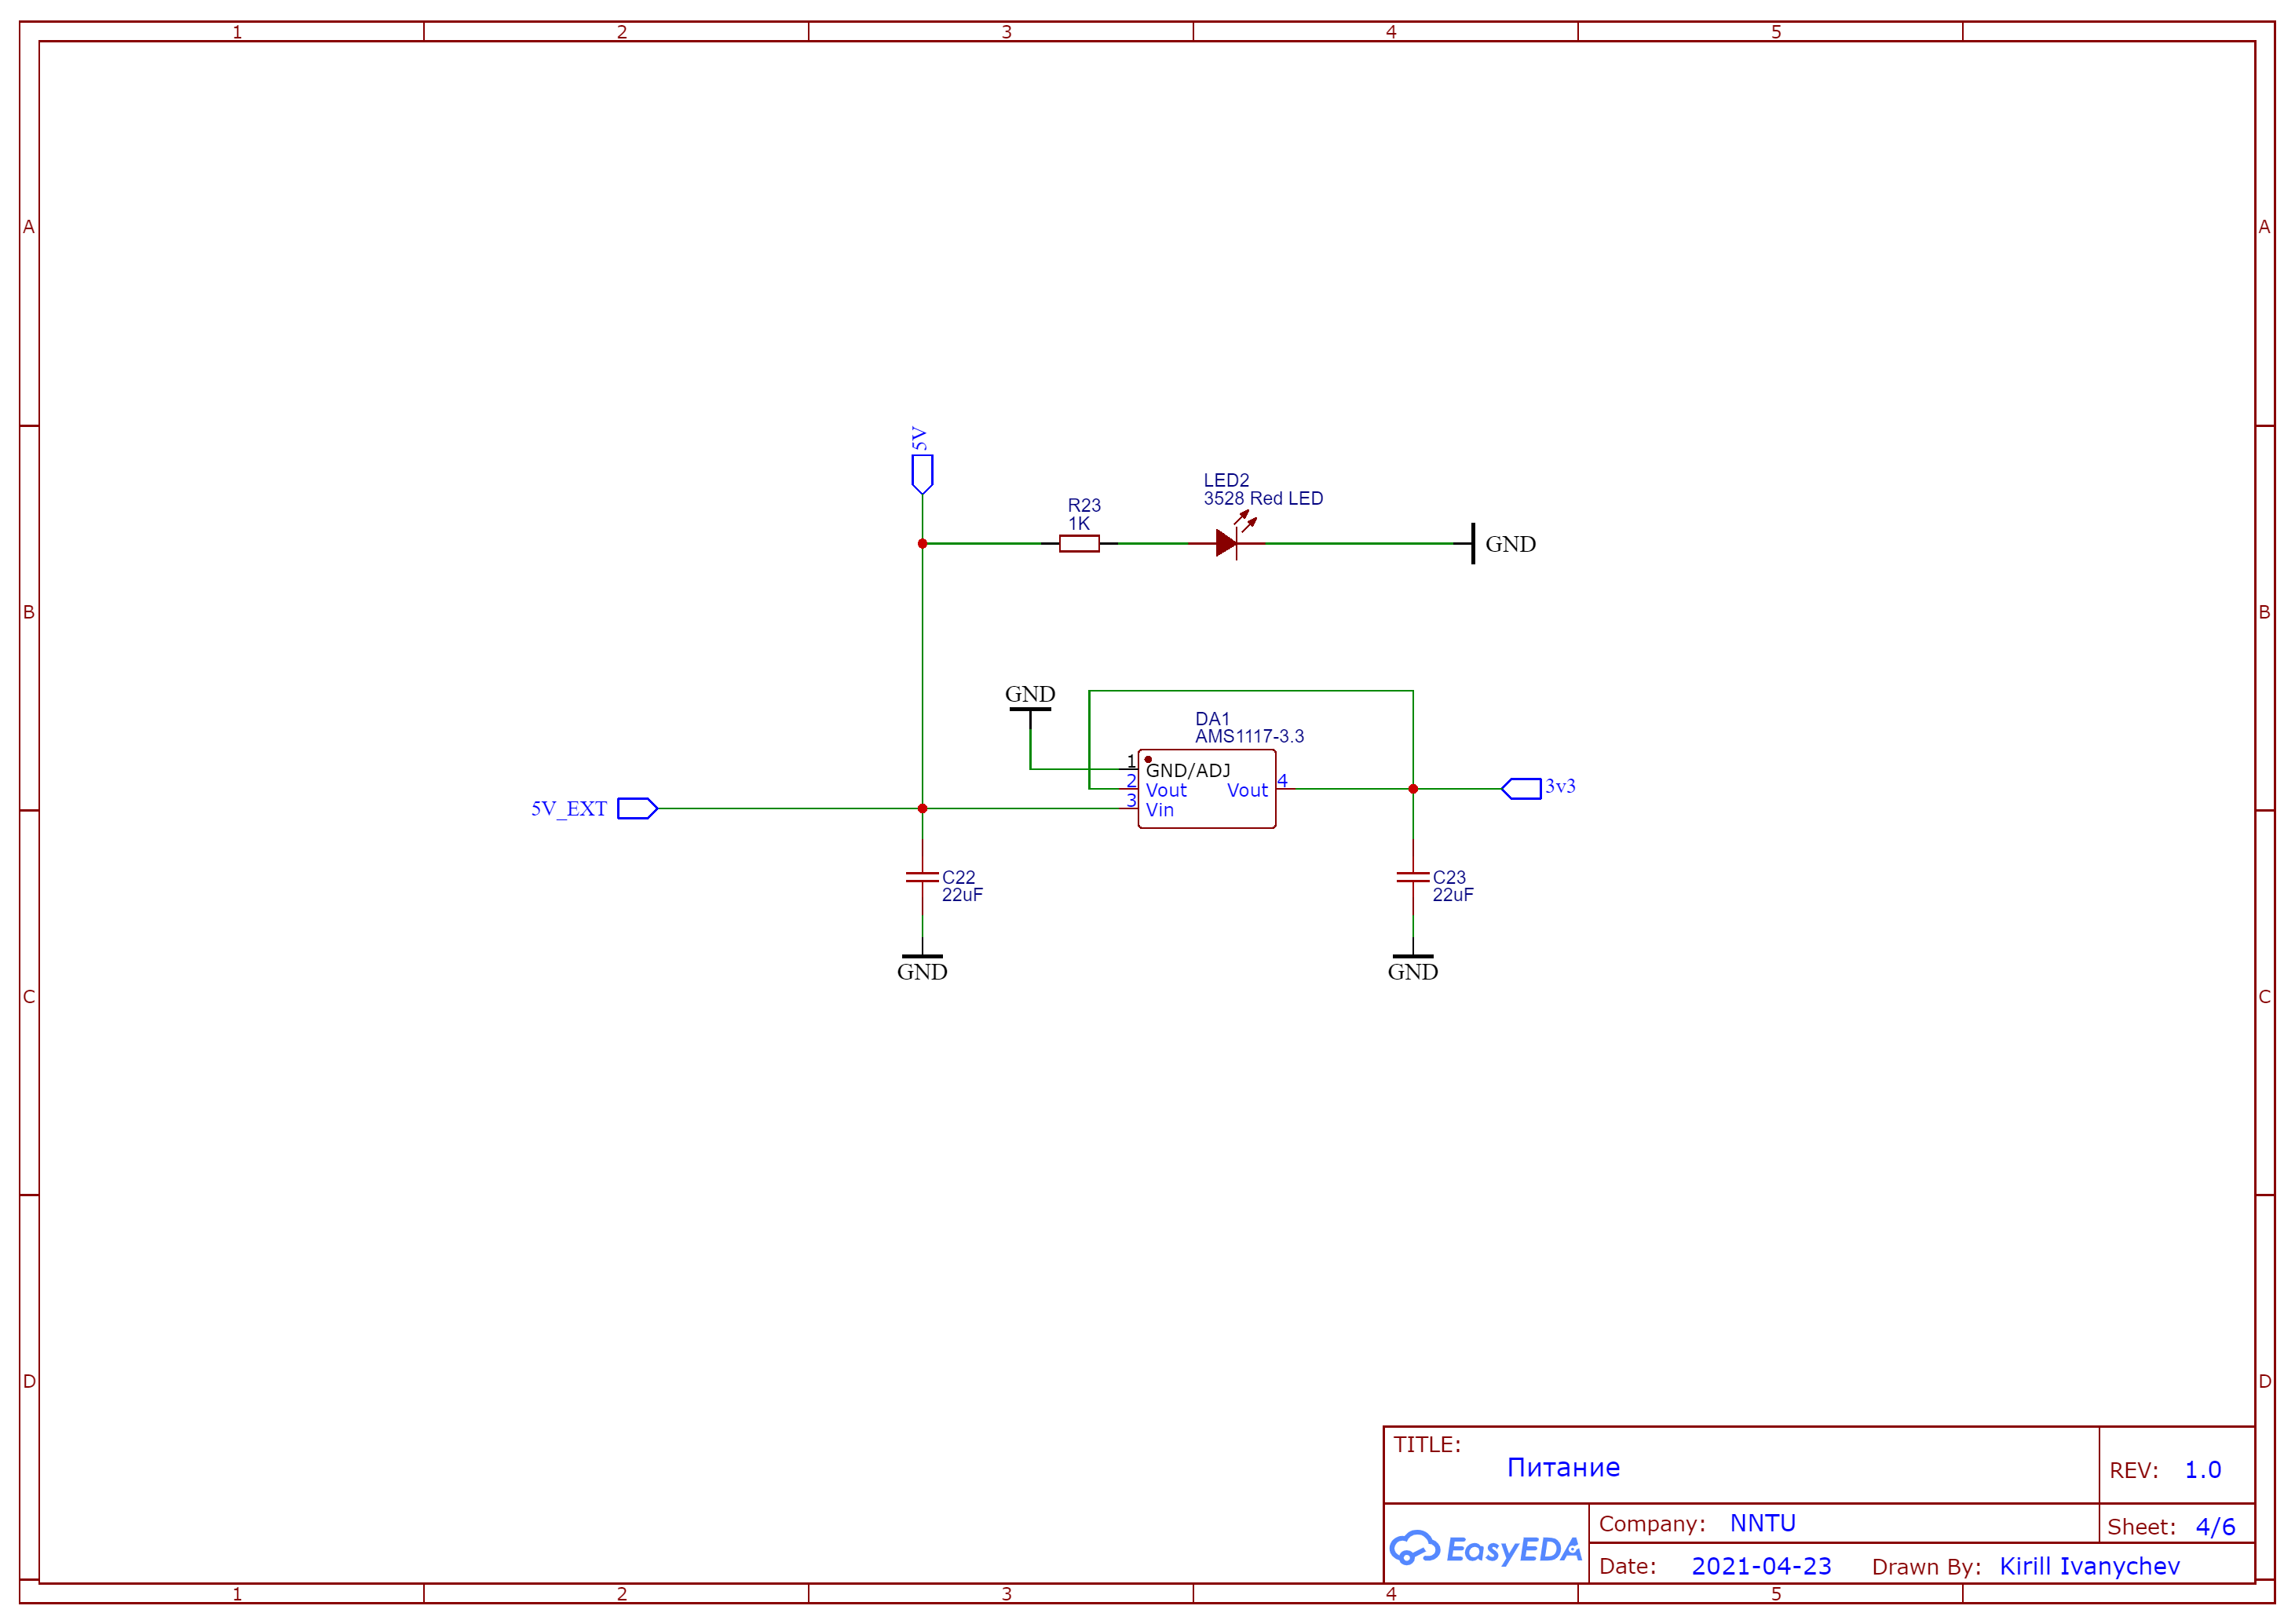 1 2 3 4 5
A A
5V
LED2
3528 Red LED
R23
1K
GND
B B
GND
DA1
AMS1117-3.3
1 GND/ADJ
2 Vout Vout 4
3 Vin
3v3
5V_EXT
C22
22uF
C23
22uF
GND GND
C C
D D
TITLE:
Питание
REV: 1.0
EasyEDA
Company: NNTU
Sheet: 4/6
Date: 2021-04-23 Drawn By: Kirill Ivanychev
1 2 3 4 5